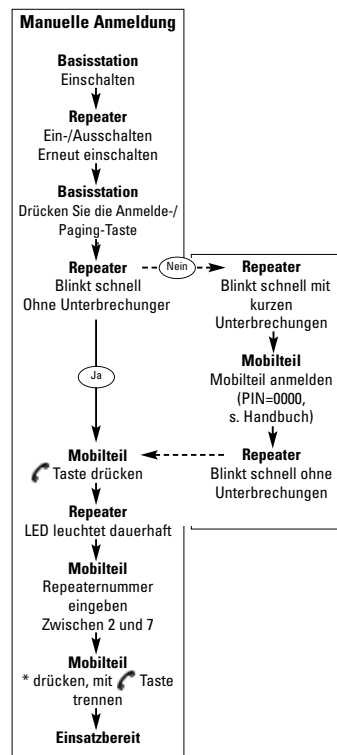 Manuelle Anmeldung
Basisstation
Einschalten
Repeater
Ein-/Ausschalten
Erneut einschalten
Basisstation
Drücken Sie die Anmelde-/
Paging-Taste
Repeater
Blinkt schnell
Ohne Unterbrechunger
Nein
Repeater
Blinkt schnell mit
kurzen
Unterbrechungen
Mobilteil
Mobilteil anmelden
(PIN=0000,
s. Handbuch)
Repeater
Blinkt schnell ohne
Unterbrechungen
Ja
Mobilteil
Taste drücken
Repeater
LED leuchtet dauerhaft
Mobilteil
Repeaternummer
eingeben
Zwischen 2 und 7
Mobilteil
* drücken, mit Taste
trennen
Einsatzbereit